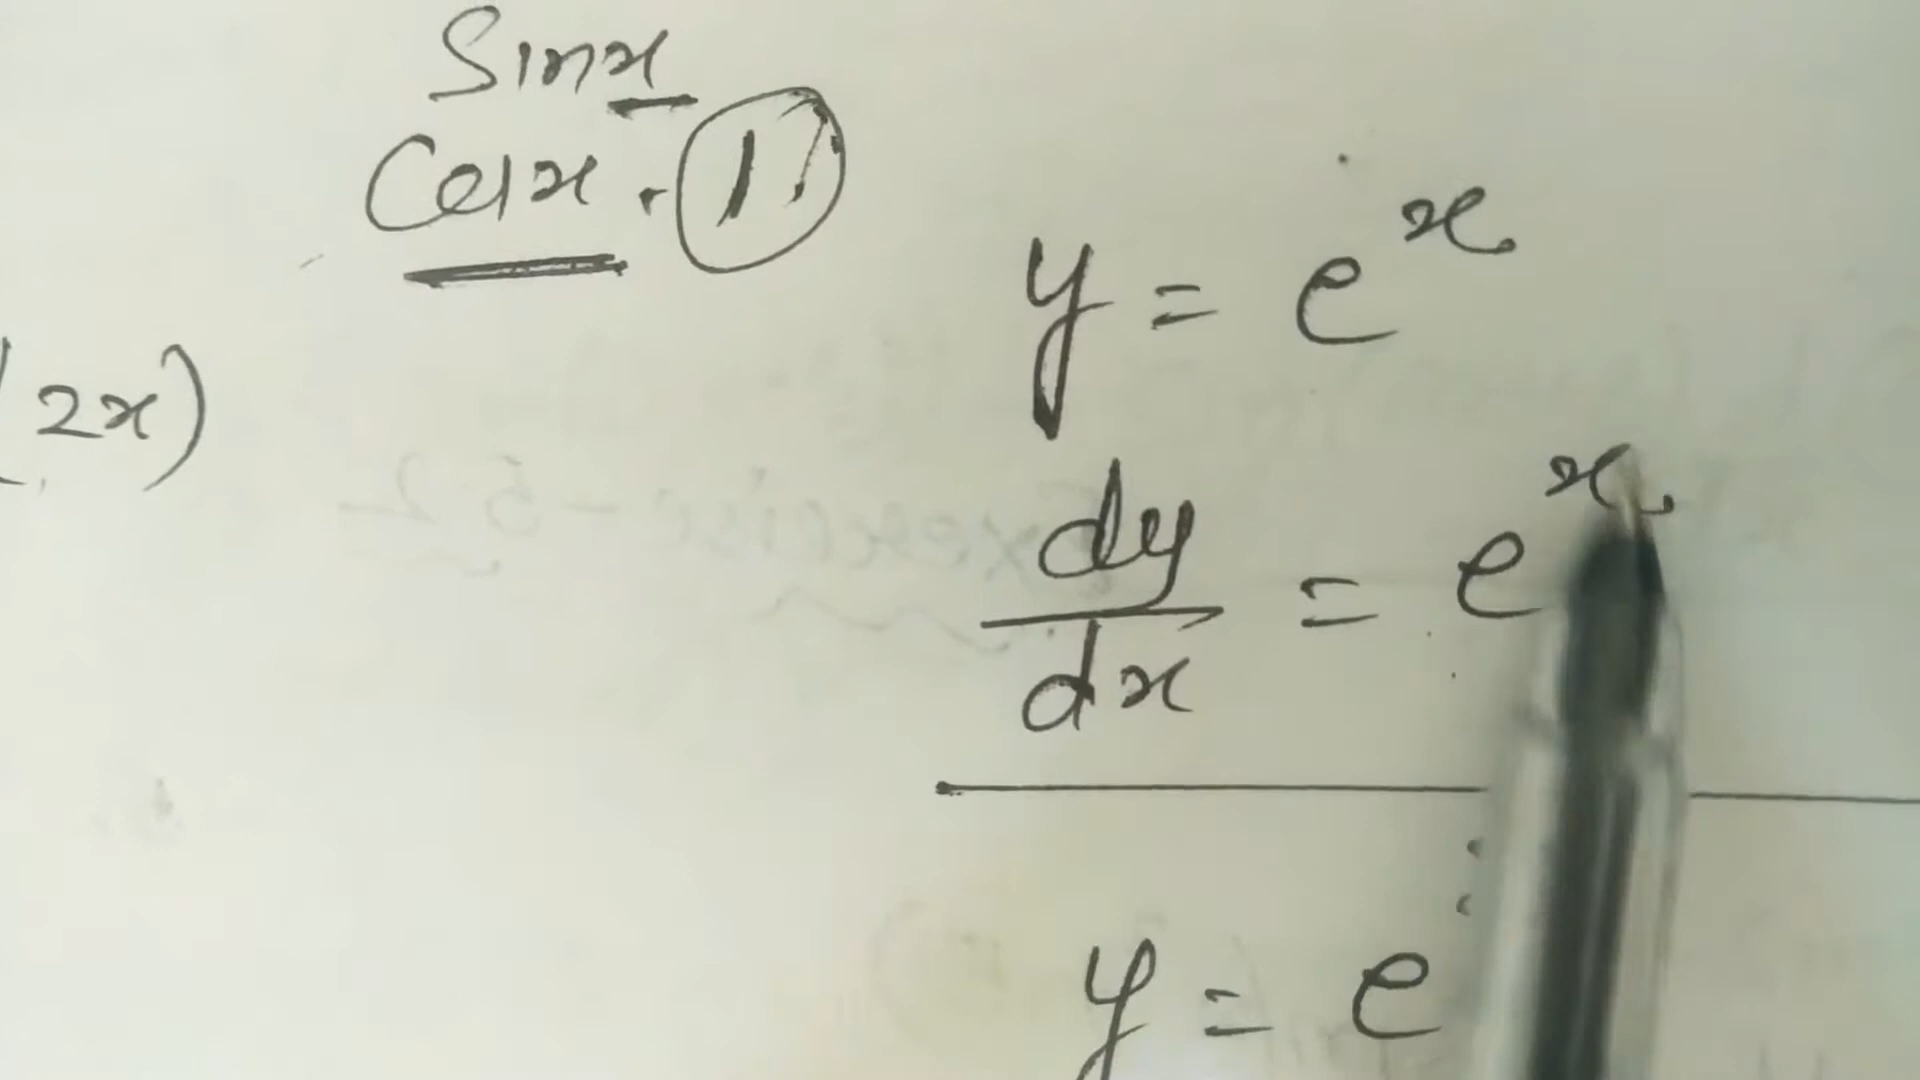 Sinx
Cosx · 1
2x)
y = e^x
dy/dx = e^x
y = e